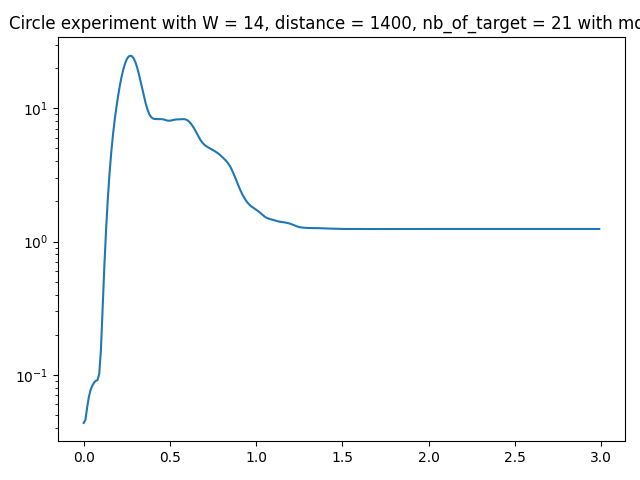 Circle experiment with W = 14, distance = 1400, nb_of_target = 21 with mo
10¹
10⁰
10⁻¹
0.0 0.5 1.0 1.5 2.0 2.5 3.0